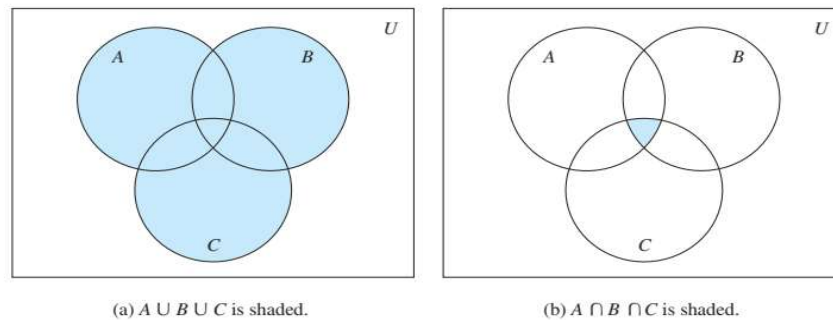 U
A
B
C
(a) A ∪ B ∪ C is shaded.
U
A
B
C
(b) A ∩ B ∩ C is shaded.